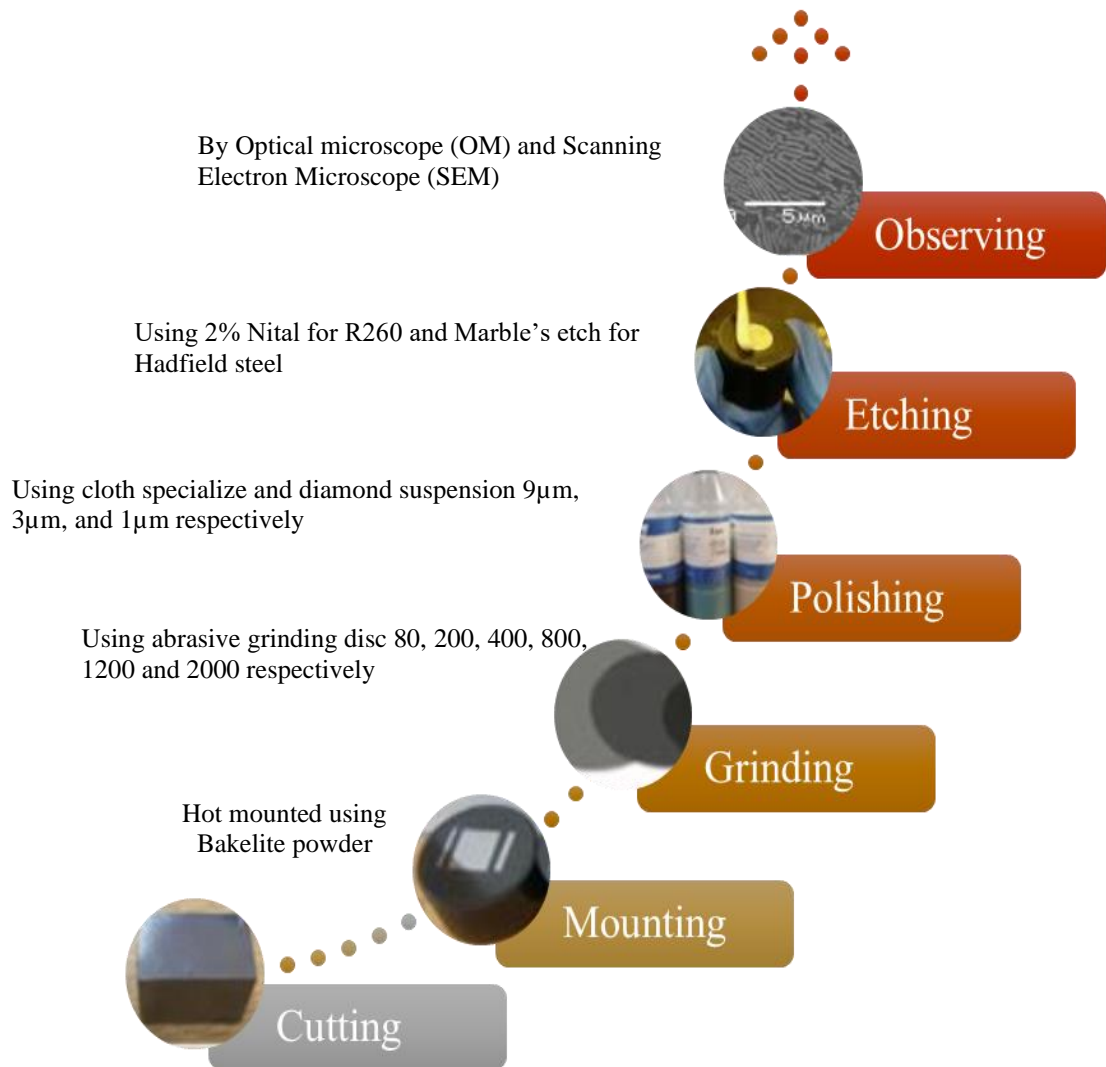 By Optical microscope (OM) and Scanning
Electron Microscope (SEM)
5µm
Observing
Using 2% Nital for R260 and Marble’s etch for
Hadfield steel
Etching
Using cloth specialize and diamond suspension 9µm,
3µm, and 1µm respectively
Polishing
Using abrasive grinding disc 80, 200, 400, 800,
1200 and 2000 respectively
Grinding
Hot mounted using
Bakelite powder
Mounting
Cutting